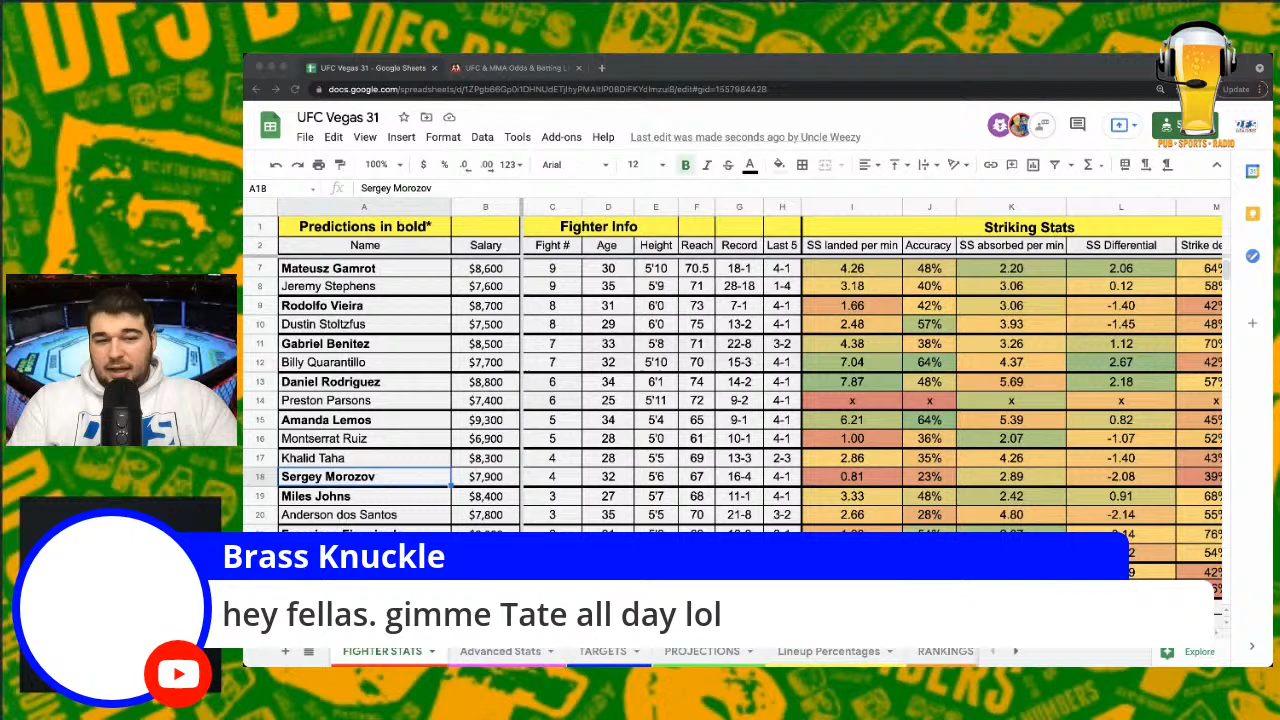 UFC Vegas 31 - Google Sheets
UFC & MMA Odds & Betting L
Update
UFC Vegas 31
File Edit View Insert Format Data Tools Add-ons Help Last edit was made seconds ago by Uncle Weezy
PUB • SPORTS • RADIO
100% $ % .0 .00 123 Arial 12 B I S A
A18 fx Sergey Morozov
A B C D E F G H I J K L M
1 Predictions in bold* Fighter Info Striking Stats
2 Name Salary Fight # Age Height Reach Record Last 5 SS landed per min Accuracy SS absorbed per min SS Differential Strike de
7 Mateusz Gamrot $8,600 9 30 5'10 70.5 18-1 4-1 4.26 48% 2.20 2.06 64%
8 Jeremy Stephens $7,600 9 35 5'9 71 28-18 1-4 3.18 40% 3.06 0.12 58%
9 Rodolfo Vieira $8,700 8 31 6'0 73 7-1 4-1 1.66 42% 3.06 -1.40 42%
10 Dustin Stoltzfus $7,500 8 29 6'0 75 13-2 4-1 2.48 57% 3.93 -1.45 48%
11 Gabriel Benitez $8,500 7 33 5'8 71 22-8 3-2 4.38 38% 3.26 1.12 70%
12 Billy Quarantillo $7,700 7 32 5'10 70 15-3 4-1 7.04 64% 4.37 2.67 42%
13 Daniel Rodriguez $8,800 6 34 6'1 74 14-2 4-1 7.87 48% 5.69 2.18 57%
14 Preston Parsons $7,400 6 25 5'11 72 9-2 4-1 x x x x x
15 Amanda Lemos $9,300 5 34 5'4 65 9-1 4-1 6.21 64% 5.39 0.82 45%
16 Montserrat Ruiz $6,900 5 28 5'0 61 10-1 4-1 1.00 36% 2.07 -1.07 52%
17 Khalid Taha $8,300 4 28 5'5 69 13-3 2-3 2.86 35% 4.26 -1.40 43%
18 Sergey Morozov $7,900 4 32 5'6 67 16-4 4-1 0.81 23% 2.89 -2.08 39%
19 Miles Johns $8,400 3 27 5'7 68 11-1 4-1 3.33 48% 2.42 0.91 68%
20 Anderson dos Santos $7,800 3 35 5'5 70 21-8 3-2 2.66 28% 4.80 -2.14 55%
76%
54%
42%
Brass Knuckle
hey fellas. gimme Tate all day lol
FIGHTER STATS Advanced Stats TARGETS PROJECTIONS Lineup Percentages RANKINGS Explore